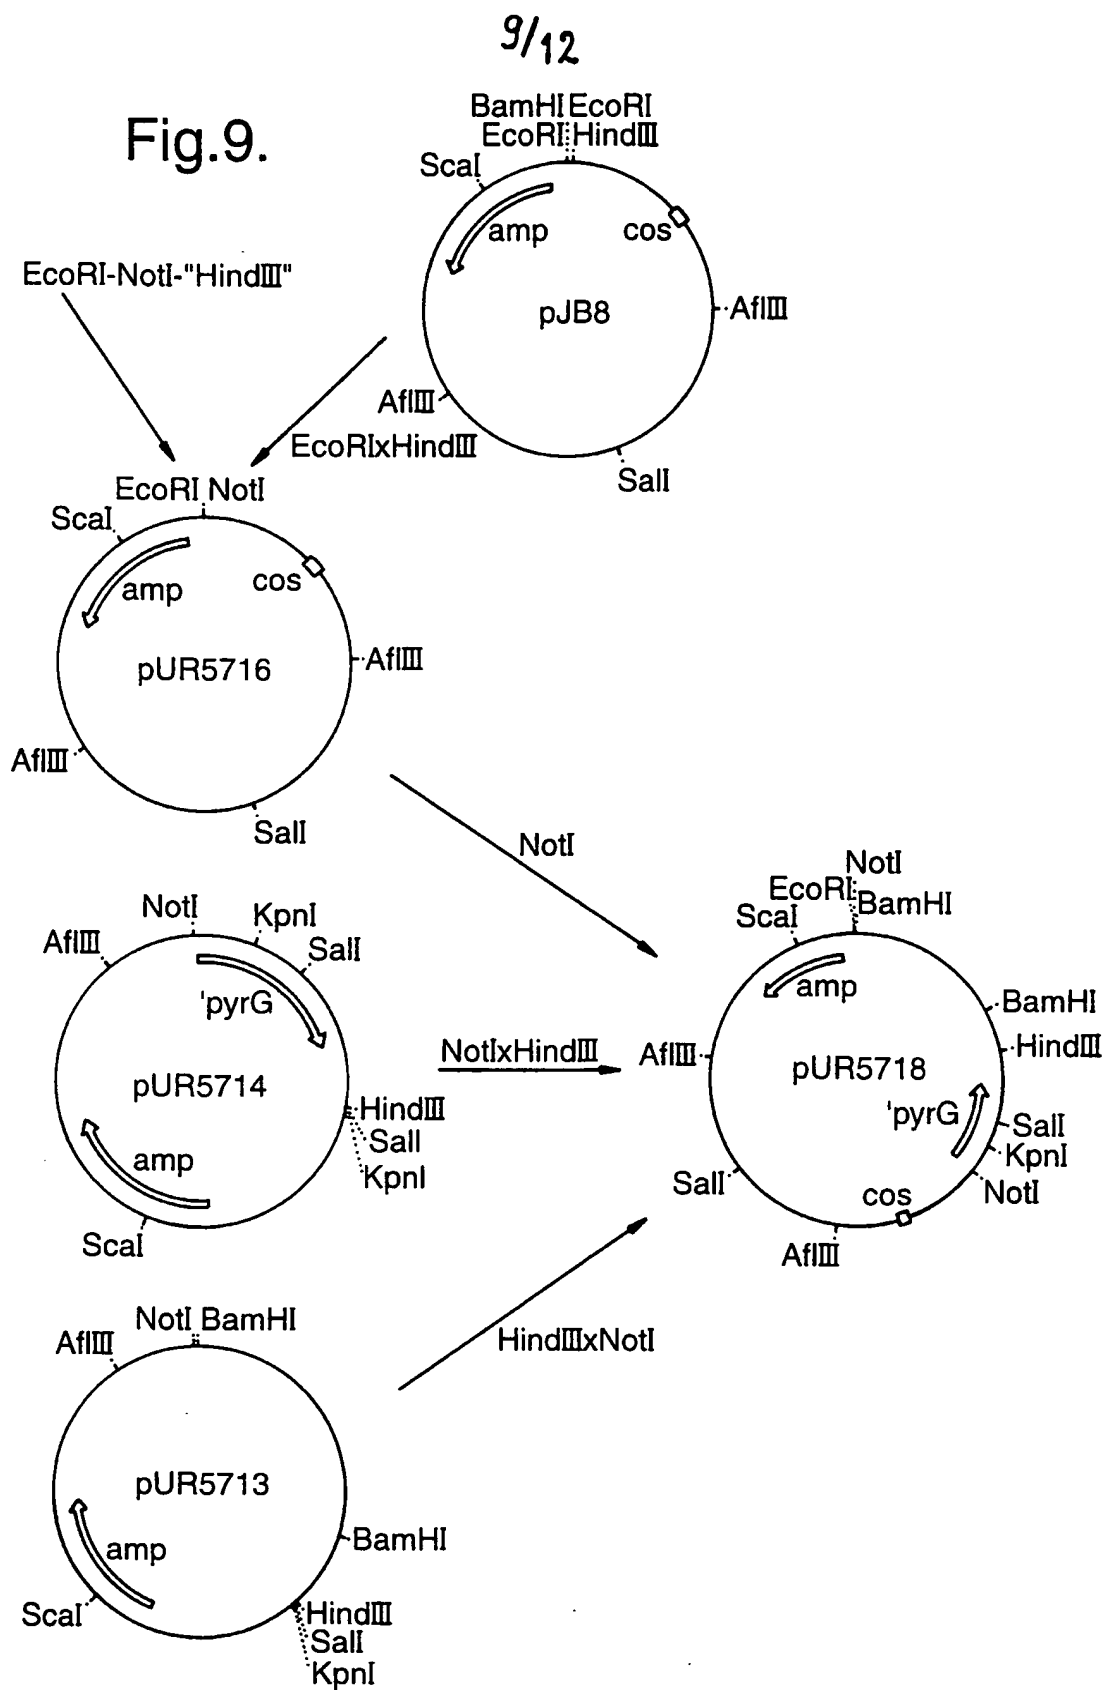 9/12
Fig.9.
BamHI EcoRI
EcoRI HindIII
ScaI
amp
cos
pJB8
AflIII
AflIII
SalI
EcoRI-NotI-"HindIII"
EcoRIxHindIII
EcoRI NotI
ScaI
amp
cos
pUR5716
AflIII
AflIII
SalI
NotI
NotI
KpnI
SalI
AflIII
'pyrG
pUR5714
HindIII
SalI
KpnI
amp
ScaI
NotIxHindIII
NotI
EcoRI
BamHI
ScaI
amp
BamHI
HindIII
AflIII
pUR5718
'pyrG
SalI
KpnI
NotI
SalI
cos
AflIII
NotI BamHI
AflIII
pUR5713
BamHI
amp
ScaI
HindIII
SalI
KpnI
HindIIIxNotI